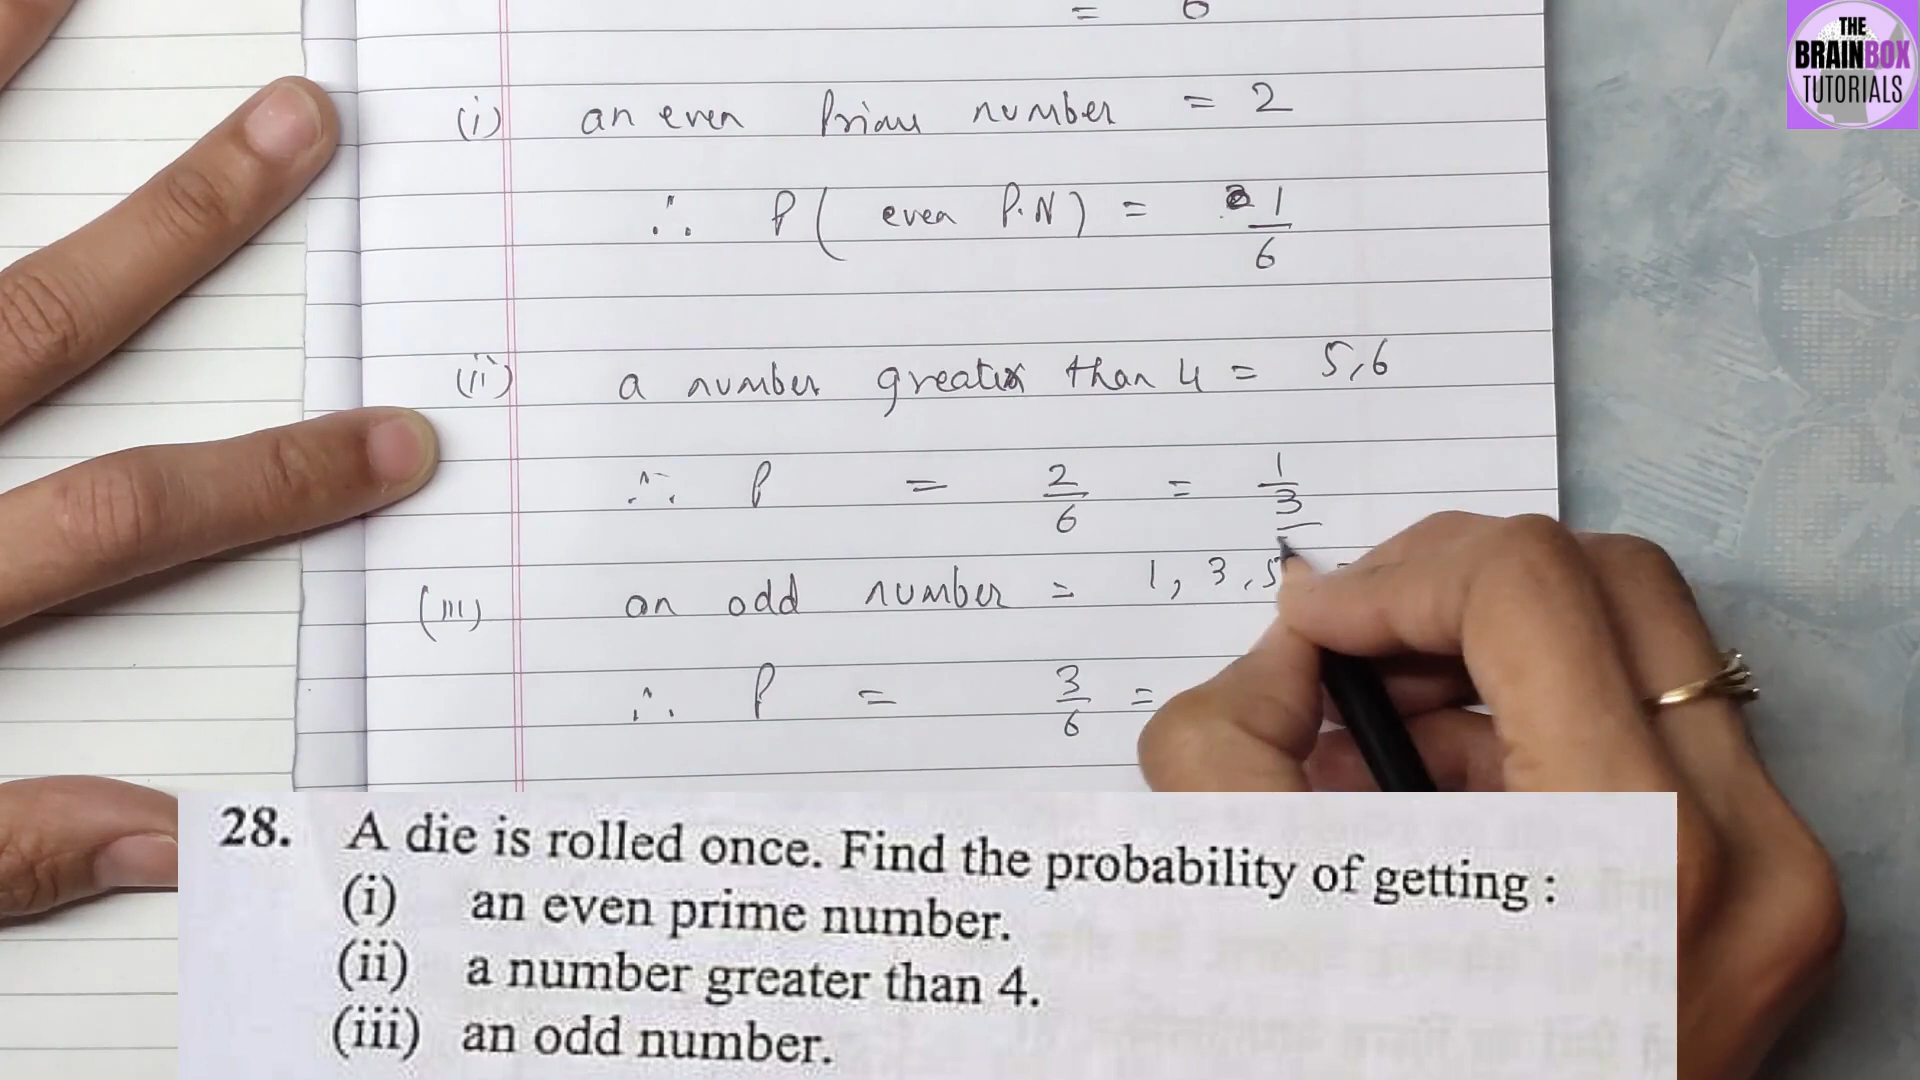 = 6
THE
BRAINBOX
TUTORIALS
(i) an even Prime number = 2
∴ P ( even P.N) = 1/6
(ii) a number greater than 4 = 5,6
∴ P = 2/6 = 1/3
(iii) an odd number = 1, 3, 5
∴ P = 3/6 =
28. A die is rolled once. Find the probability of getting :
(i) an even prime number.
(ii) a number greater than 4.
(iii) an odd number.